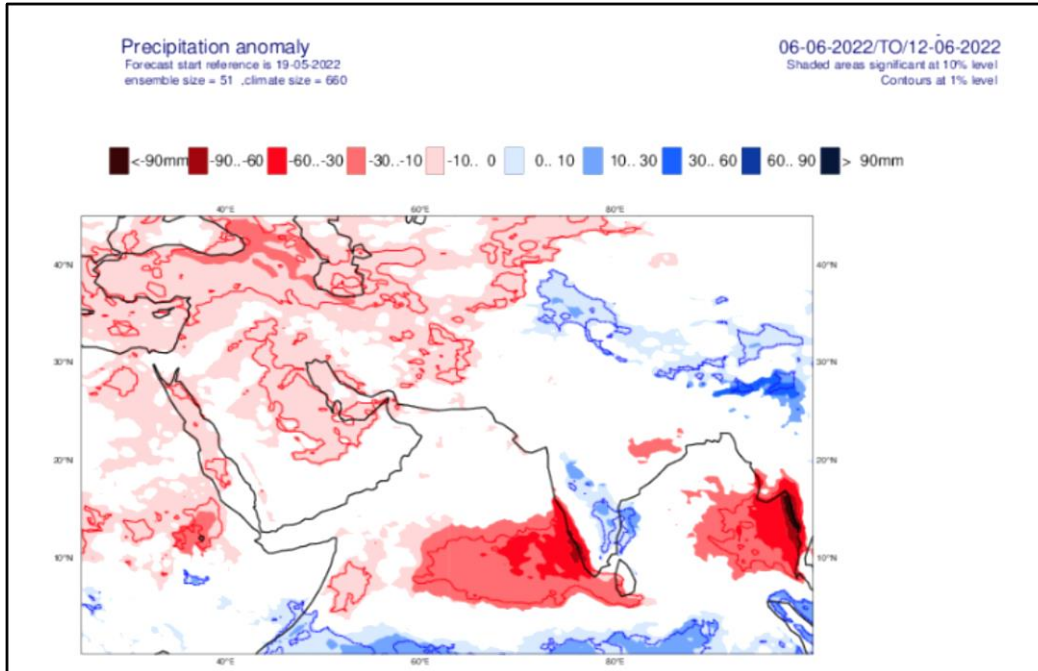 Precipitation anomaly
Forecast start reference is 19-05-2022
ensemble size = 51 ,climate size = 660
06-06-2022/TO/12-06-2022
Shaded areas significant at 10% level
Contours at 1% level
<-90mm -90..-60 -60..-30 -30..-10 -10.. 0 0.. 10 10.. 30 30.. 60 60.. 90 > 90mm
40°E 60°E 80°E
40°N 40°N
30°N 30°N
20°N 20°N
10°N 10°N
40°E 60°E 80°E